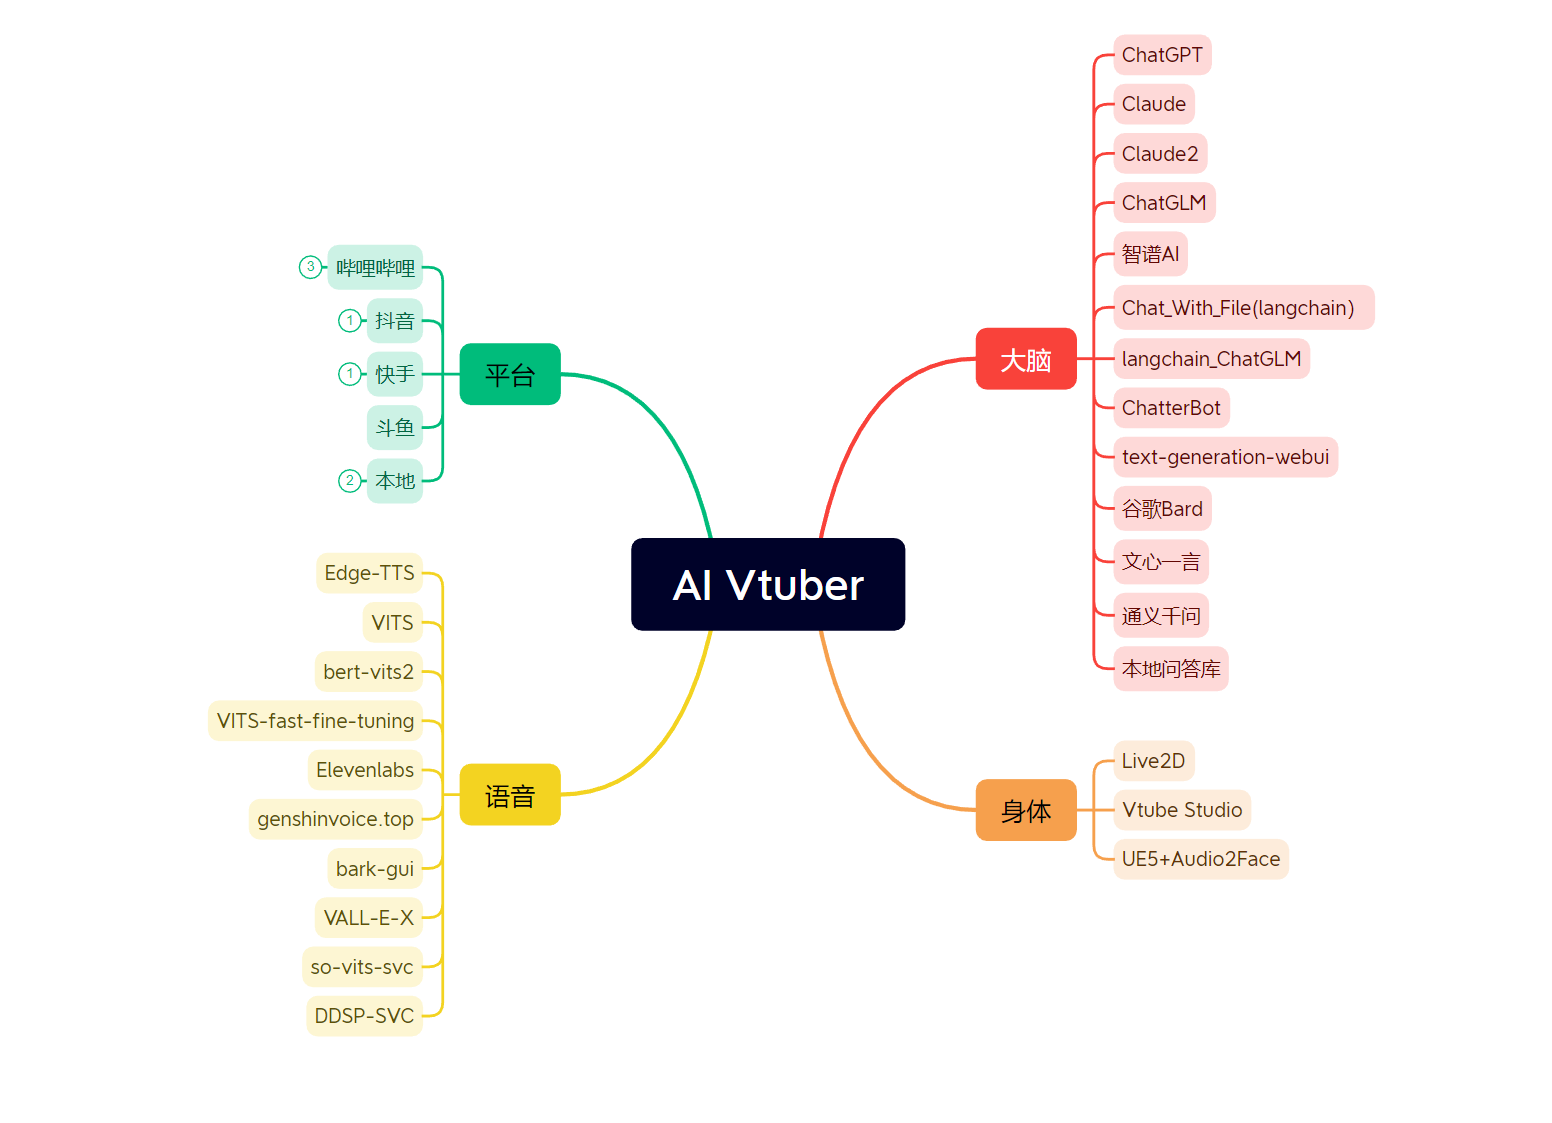 AI Vtuber
大脑
ChatGPT
Claude
Claude2
ChatGLM
智谱AI
Chat_With_File(langchain)
langchain_ChatGLM
ChatterBot
text-generation-webui
谷歌Bard
文心一言
通义千问
本地问答库
身体
Live2D
Vtube Studio
UE5+Audio2Face
平台
哔哩哔哩
3
抖音
1
快手
1
斗鱼
本地
2
语音
Edge-TTS
VITS
bert-vits2
VITS-fast-fine-tuning
Elevenlabs
genshinvoice.top
bark-gui
VALL-E-X
so-vits-svc
DDSP-SVC